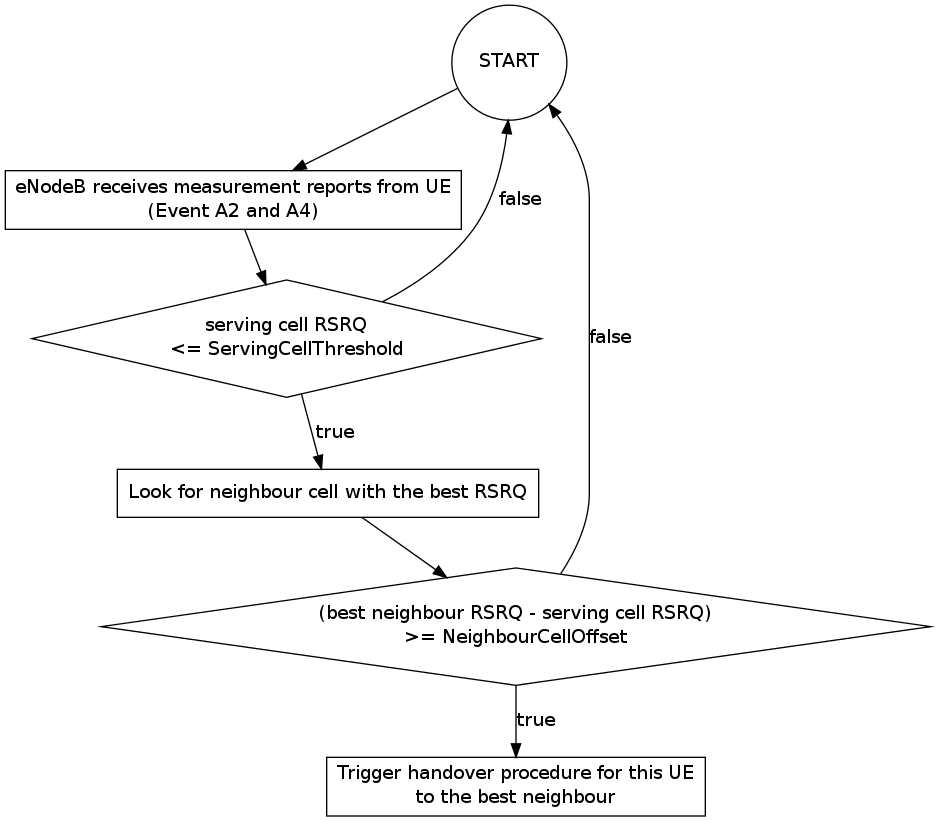 START
eNodeB receives measurement reports from UE
(Event A2 and A4)
false
serving cell RSRQ
<= ServingCellThreshold
false
true
Look for neighbour cell with the best RSRQ
(best neighbour RSRQ - serving cell RSRQ)
>= NeighbourCellOffset
true
Trigger handover procedure for this UE
to the best neighbour